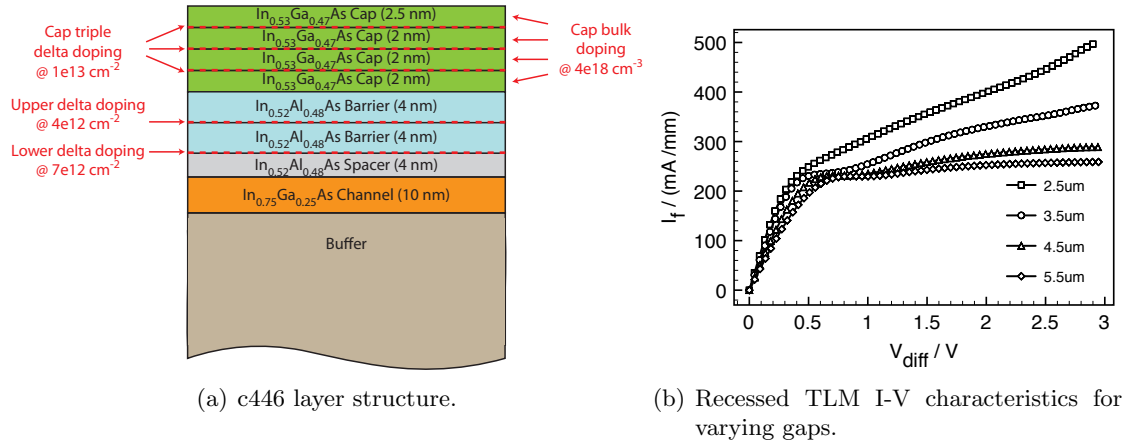 In0.53Ga0.47As Cap (2.5 nm)
In0.53Ga0.47As Cap (2 nm)
In0.53Ga0.47As Cap (2 nm)
In0.53Ga0.47As Cap (2 nm)
Cap triple
delta doping
@ 1e13 cm-2
Cap bulk
doping
@ 4e18 cm-3
Upper delta doping
@ 4e12 cm-2
Lower delta doping
@ 7e12 cm-2
In0.52Al0.48As Barrier (4 nm)
In0.52Al0.48As Barrier (4 nm)
In0.52Al0.48As Spacer (4 nm)
In0.75Ga0.25As Channel (10 nm)
Buffer
(a) c446 layer structure.
If / (mA /mm)
500
400
300
200
100
0
0 0.5 1 1.5 2 2.5 3
Vdiff / V
2.5um
3.5um
4.5um
5.5um
(b) Recessed TLM I-V characteristics for
varying gaps.